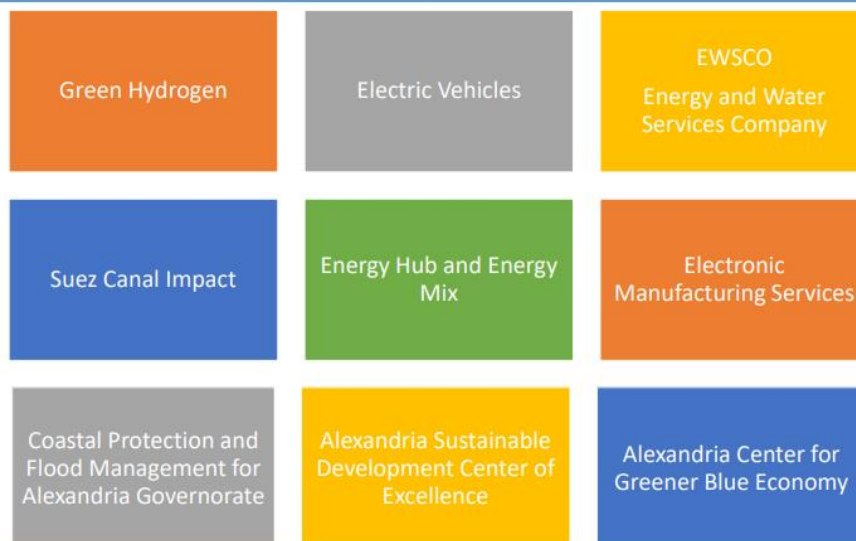 Green Hydrogen
Electric Vehicles
EWSCO
Energy and Water
Services Company
Suez Canal Impact
Energy Hub and Energy
Mix
Electronic
Manufacturing Services
Coastal Protection and
Flood Management for
Alexandria Governorate
Alexandria Sustainable
Development Center of
Excellence
Alexandria Center for
Greener Blue Economy